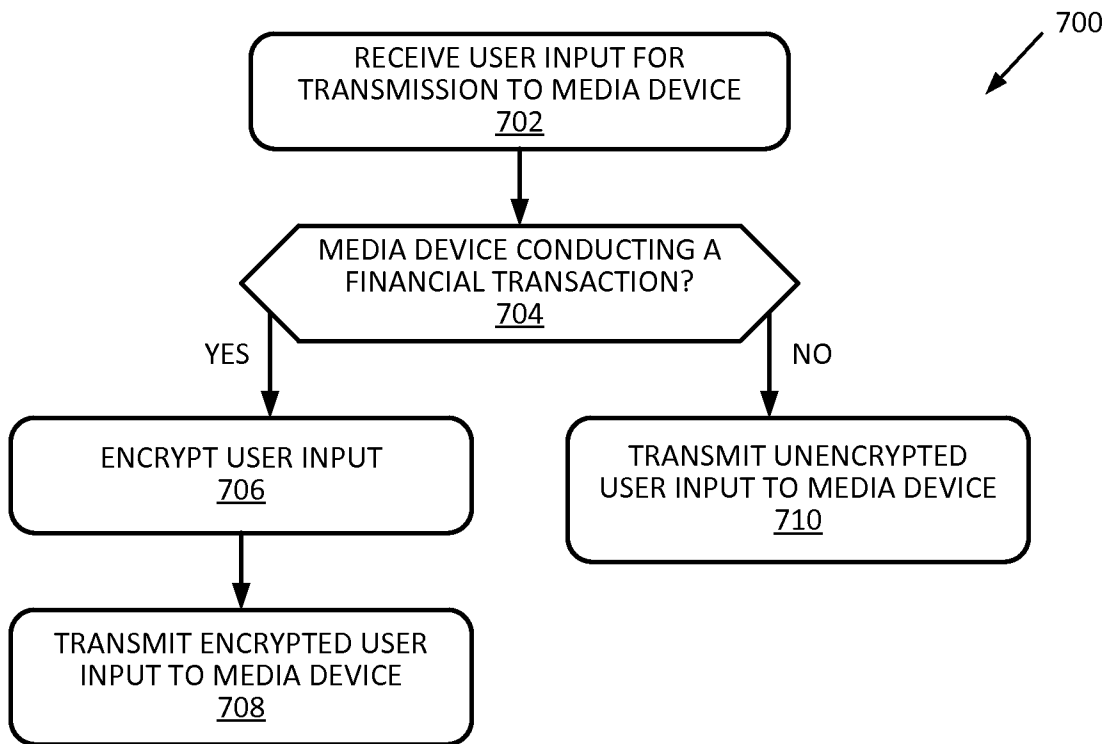 700
RECEIVE USER INPUT FOR
TRANSMISSION TO MEDIA DEVICE
702
MEDIA DEVICE CONDUCTING A
FINANCIAL TRANSACTION?
704
YES
NO
ENCRYPT USER INPUT
706
TRANSMIT UNENCRYPTED
USER INPUT TO MEDIA DEVICE
710
TRANSMIT ENCRYPTED USER
INPUT TO MEDIA DEVICE
708